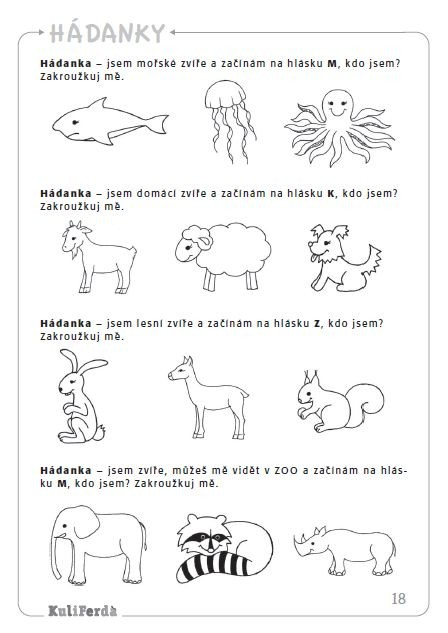 HÁDANKY
Hádanka – jsem mořské zvíře a začínám na hlásku M, kdo jsem?
Zakroužkuj mě.
Hádanka – jsem domácí zvíře a začínám na hlásku K, kdo jsem?
Zakroužkuj mě.
Hádanka – jsem lesní zvíře a začínám na hlásku Z, kdo jsem?
Zakroužkuj mě.
Hádanka – jsem zvíře, můžeš mě vidět v ZOO a začínám na hlás-
ku M, kdo jsem? Zakroužkuj mě.
18
KuliFerda